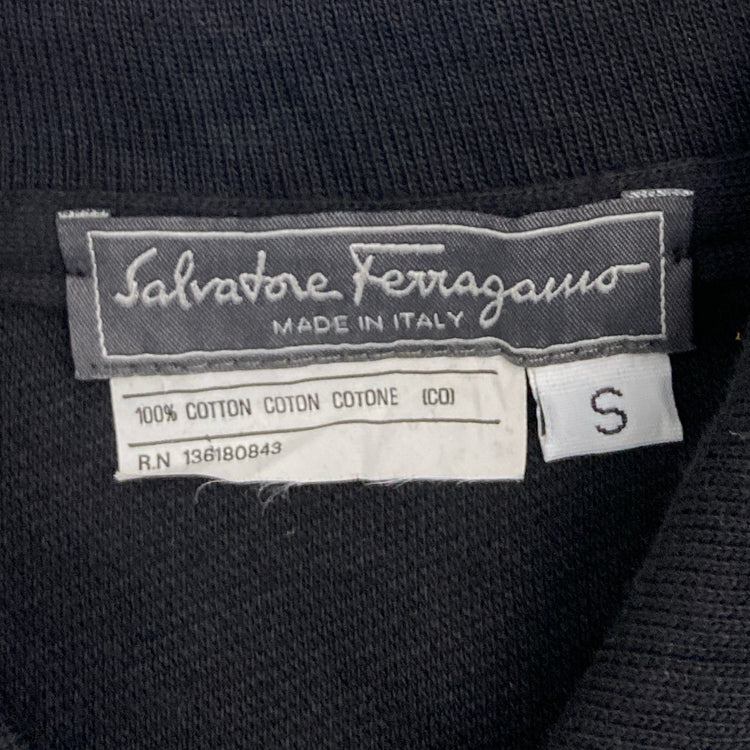 Salvatore Ferragamo
MADE IN ITALY
100% COTTON COTON COTONE (CO)
R.N 136180843
S